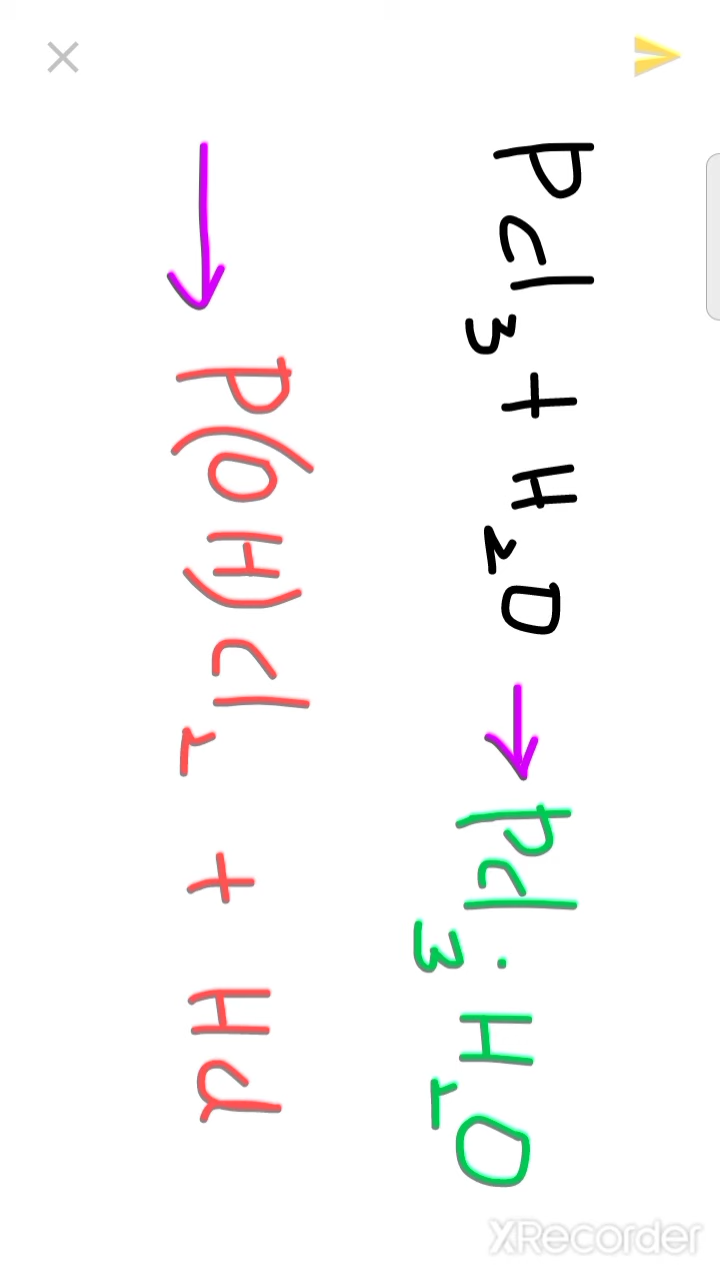 PCl3 + H2O → PCl3 · H2O
→ P(OH)Cl2 + HCl
XRecorder